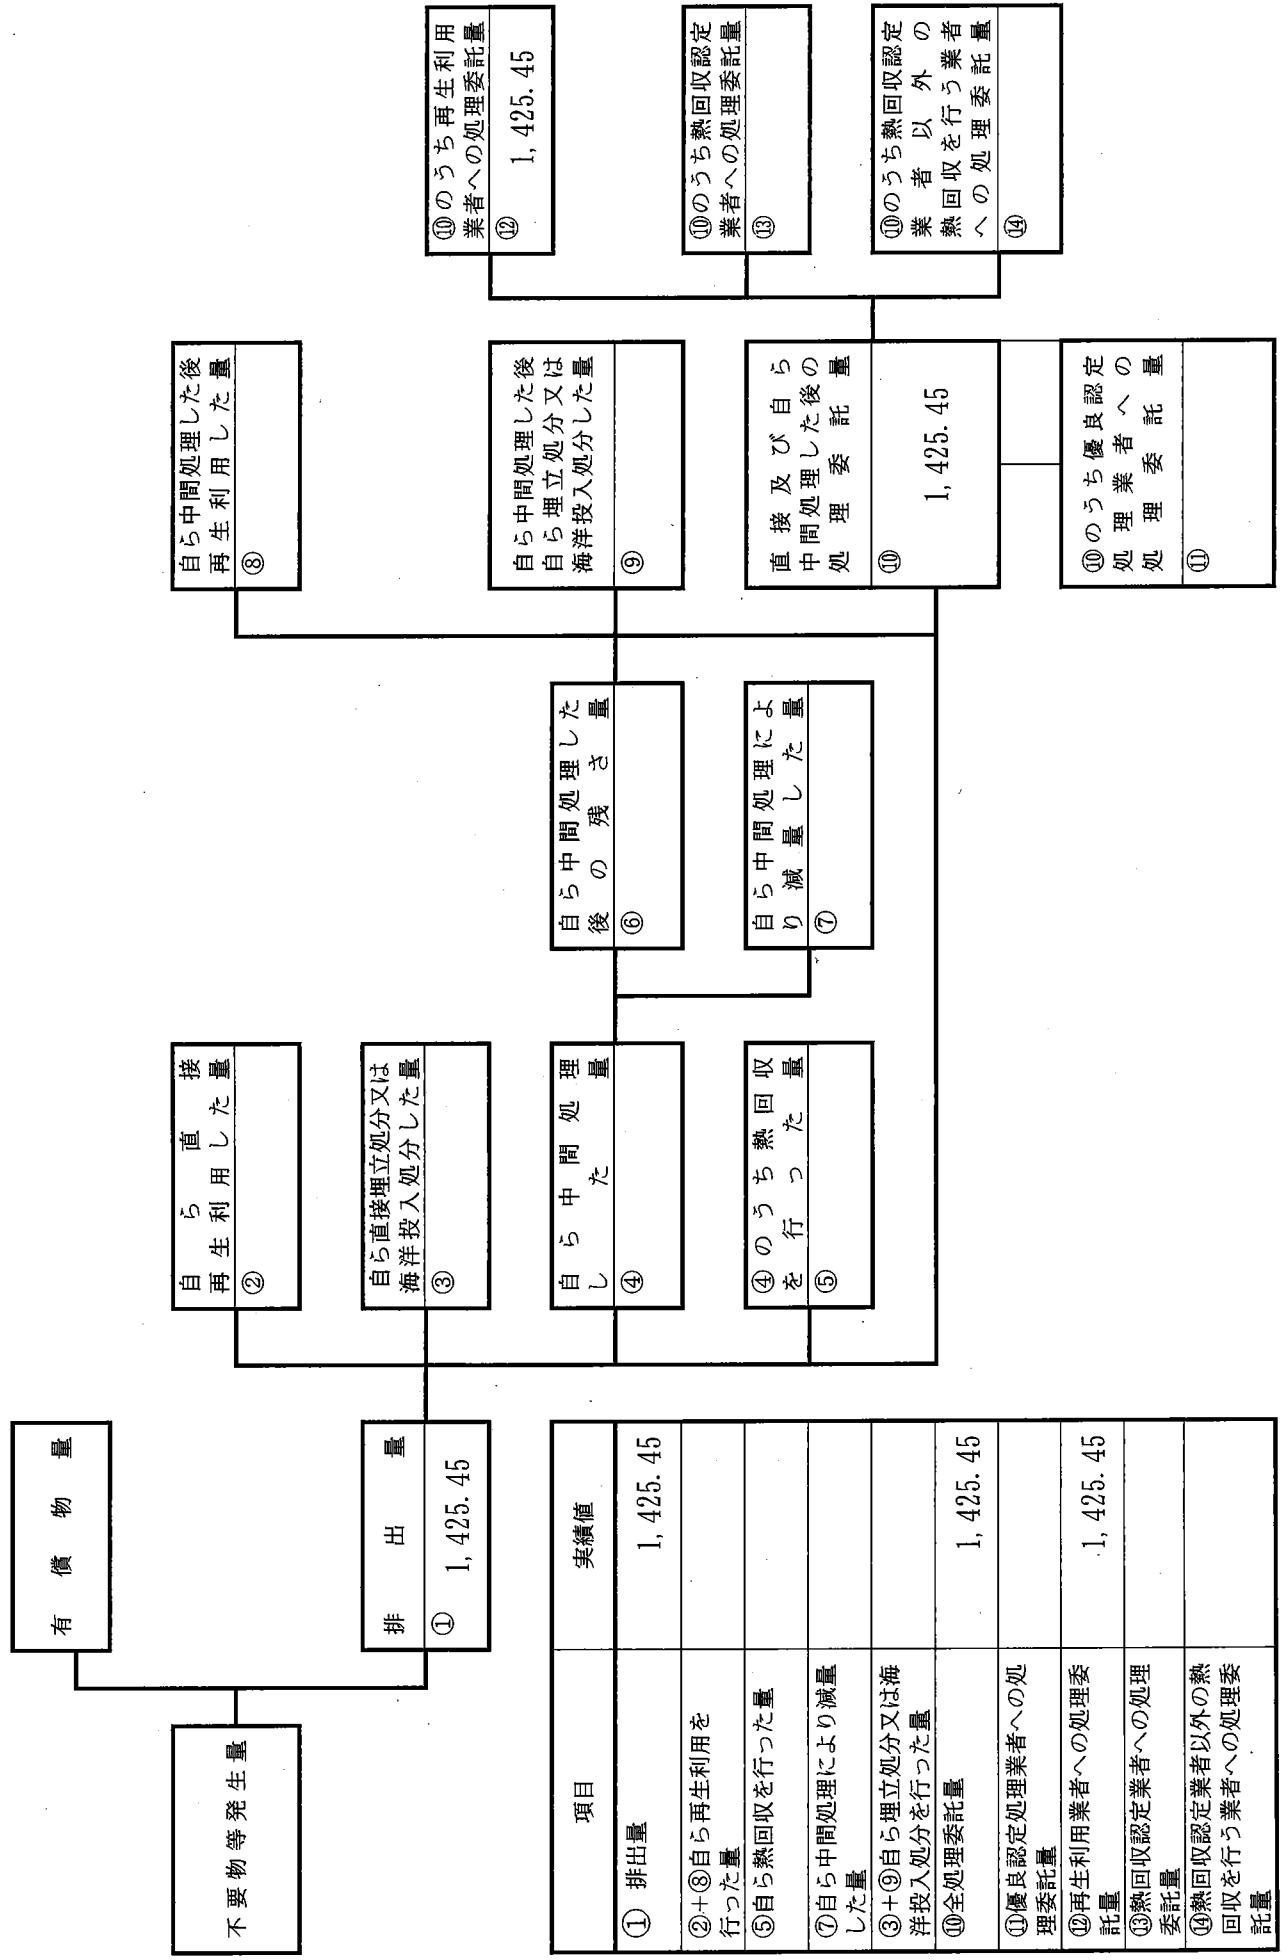 不要物等発生量
有償物量
排出量
① 1,425.45
自ら直接
再生利用した量
②
自ら直接埋立処分又は
海洋投入処分した量
③
自ら中間処理
した量
④
④のうち熱回収
を行った量
⑤
自ら中間処理した
後の残さ量
⑥
自ら中間処理によ
り減量した量
⑦
自ら中間処理した後
再生利用した量
⑧
自ら中間処理した後
自ら埋立処分又は
海洋投入処分した量
⑨
直接及び自ら
中間処理した後の
処理委託量
⑩ 1,425.45
⑩のうち優良認定
処理業者への
処理委託量
⑪
⑩のうち再生利用
業者への処理委託量
⑫ 1,425.45
⑩のうち熱回収認定
業者への処理委託量
⑬
⑩のうち熱回収認定
業者以外の
熱回収を行う業者
への処理委託量
⑭
項目 実績値
① 排出量 1,425.45
②+⑧自ら再生利用を
行った量
⑤自ら熱回収を行った量
⑦自ら中間処理により減量
した量
③+⑨自ら埋立処分又は海
洋投入処分を行った量
⑩全処理委託量 1,425.45
⑪優良認定処理業者への処
理委託量
⑫再生利用業者への処理委
託量 1,425.45
⑬熱回収認定業者への処理
委託量
⑭熱回収認定業者以外の熱
回収を行う業者への処理委
託量